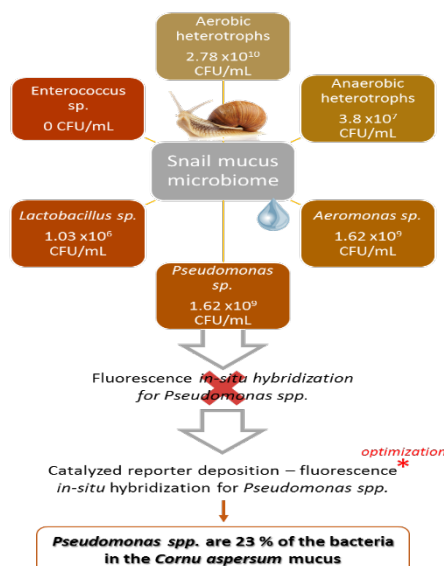 Aerobic
heterotrophs
2.78 x10¹⁰
CFU/mL
Enterococcus
sp.
0 CFU/mL
Anaerobic
heterotrophs
3.8 x10⁷
CFU/mL
Snail mucus
microbiome
Lactobacillus sp.
1.03 x10⁶
CFU/mL
Aeromonas sp.
1.62 x10⁹
CFU/mL
Pseudomonas
sp.
1.62 x10⁹
CFU/mL
Fluorescence in-situ hybridization
for Pseudomonas spp.
optimization
Catalyzed reporter deposition – fluorescence*
in-situ hybridization for Pseudomonas spp.
Pseudomonas spp. are 23 % of the bacteria
in the Cornu aspersum mucus